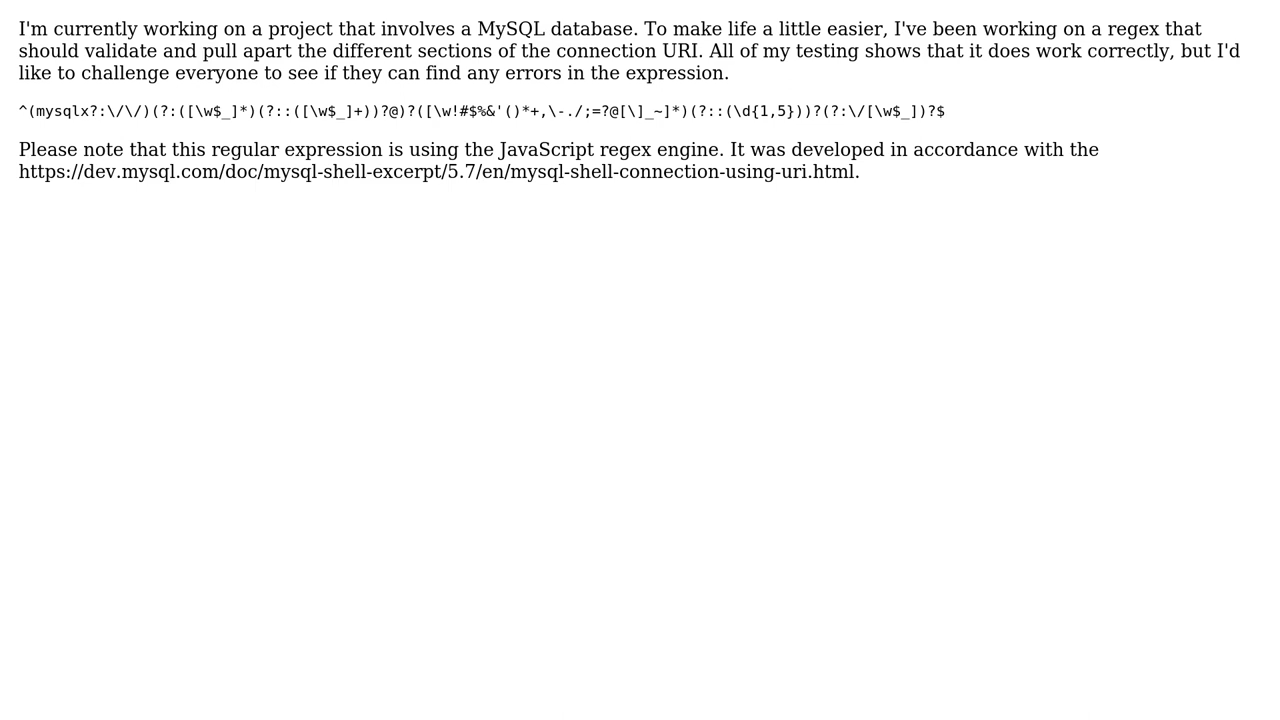 I'm currently working on a project that involves a MySQL database. To make life a little easier, I've been working on a regex that
should validate and pull apart the different sections of the connection URI. All of my testing shows that it does work correctly, but I'd
like to challenge everyone to see if they can find any errors in the expression.
^(mysqlx?:\/\/)(?:([\w$_]*)(?::([\w$_]+))?@)?([\w!#$%&'()*+,\-./;=?@[\]_~]*)(?::(\d{1,5}))?(?:\/[\w$_])?$
Please note that this regular expression is using the JavaScript regex engine. It was developed in accordance with the
https://dev.mysql.com/doc/mysql-shell-excerpt/5.7/en/mysql-shell-connection-using-uri.html.